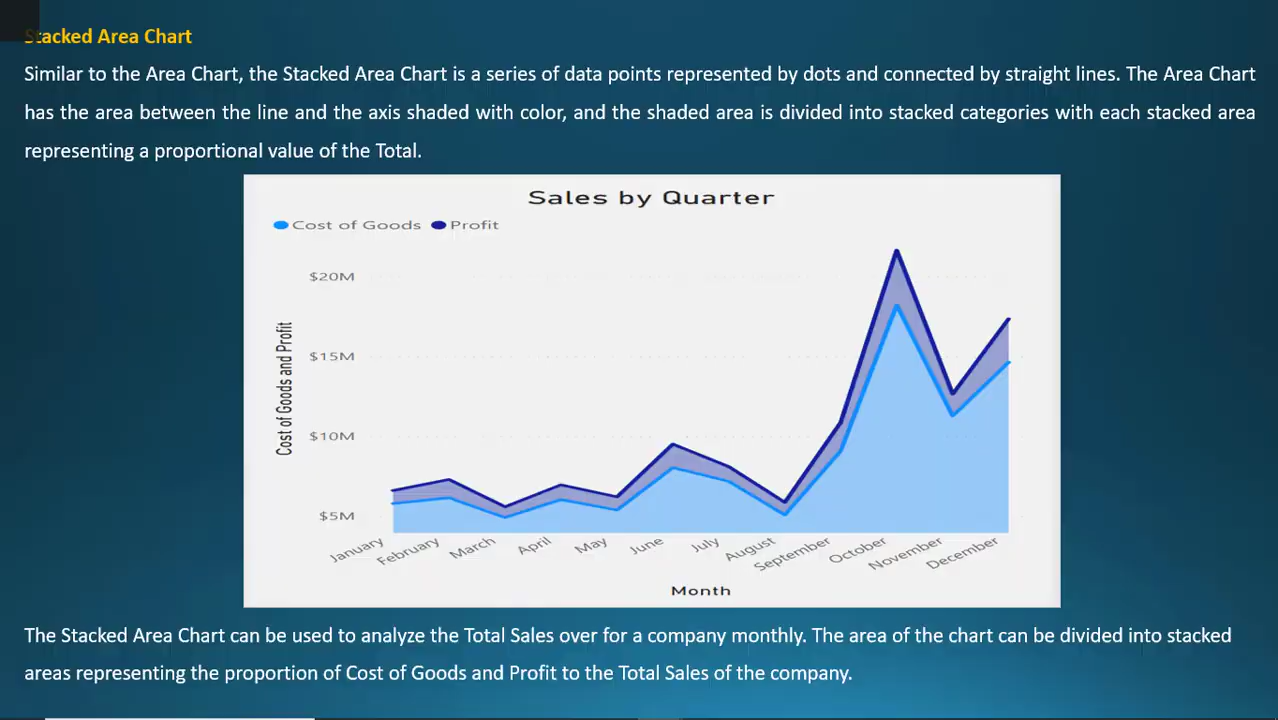 Stacked Area Chart
Similar to the Area Chart, the Stacked Area Chart is a series of data points represented by dots and connected by straight lines. The Area Chart
has the area between the line and the axis shaded with color, and the shaded area is divided into stacked categories with each stacked area
representing a proportional value of the Total.
Sales by Quarter
Cost of Goods Profit
$20M
$15M
$10M
$5M
Cost of Goods and Profit
January February March April May June July August September October November December
Month
The Stacked Area Chart can be used to analyze the Total Sales over for a company monthly. The area of the chart can be divided into stacked
areas representing the proportion of Cost of Goods and Profit to the Total Sales of the company.